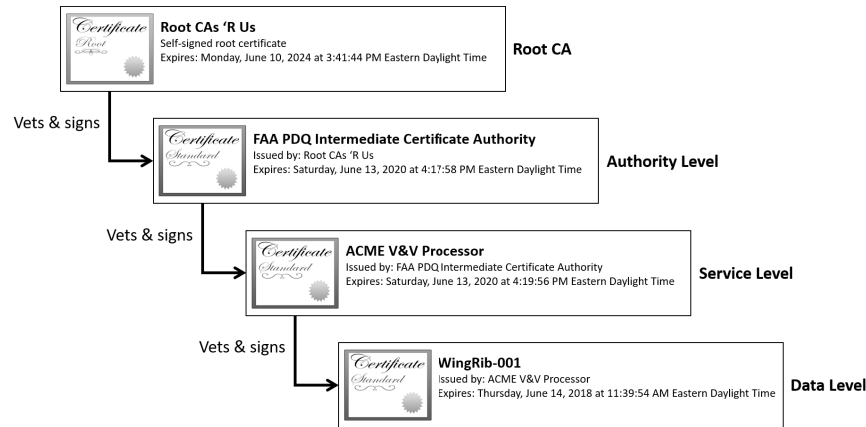 Certificate
Root
Root CAs ‘R Us
Self-signed root certificate
Expires: Monday, June 10, 2024 at 3:41:44 PM Eastern Daylight Time
Root CA
Vets & signs
Certificate
Standard
FAA PDQ Intermediate Certificate Authority
Issued by: Root CAs ‘R Us
Expires: Saturday, June 13, 2020 at 4:17:58 PM Eastern Daylight Time
Authority Level
Vets & signs
Certificate
Standard
ACME V&V Processor
Issued by: FAA PDQ Intermediate Certificate Authority
Expires: Saturday, June 13, 2020 at 4:19:56 PM Eastern Daylight Time
Service Level
Vets & signs
Certificate
Standard
WingRib-001
Issued by: ACME V&V Processor
Expires: Thursday, June 14, 2018 at 11:39:54 AM Eastern Daylight Time
Data Level